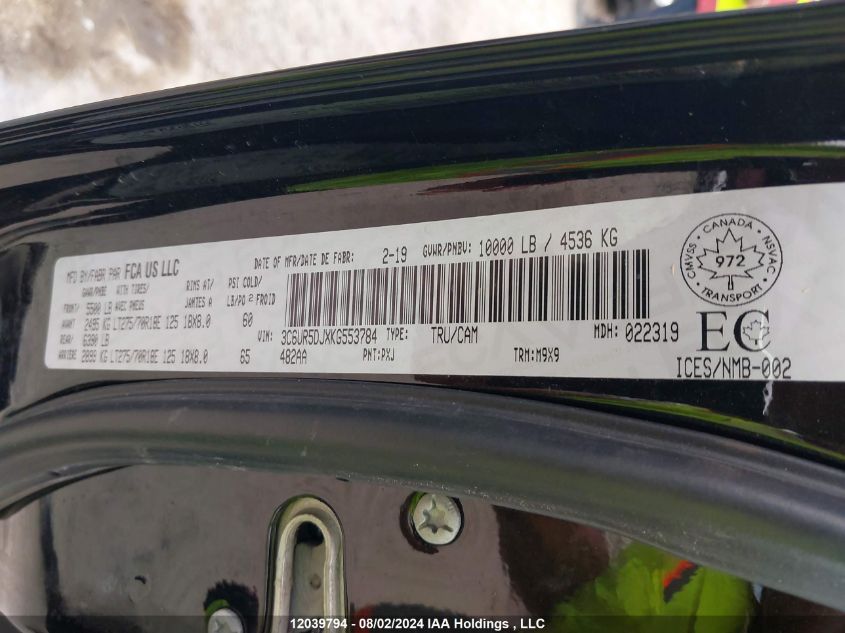 MFD BY/FABR PAR FCA US LLC
DATE OF MFR/DATE DE FABR: 2-19 GVWR/PNBV: 10000 LB / 4536 KG
GAWR/PNBE WITH TIRES/ RIMS AT/ PSI COLD/
AVEC PNEUS JANTES A LB/PO 2 FROID
FRONT/ 5500 LB
AVANT 2495 KG LT275/70R18E 125 18X8.0 60
REAR/ 6390 LB
ARRIERE 2899 KG LT275/70R18E 125 18X8.0 65
VIN: 3C6UR5DJXKG553784 TYPE: TRU/CAM MDH: 022319
482AA PNT:PXJ TRM:M9X9
CANADA
CMVSS 972 NSVAC
TRANSPORT
EC
ICES/NMB-002
12039794 - 08/02/2024 IAA Holdings , LLC